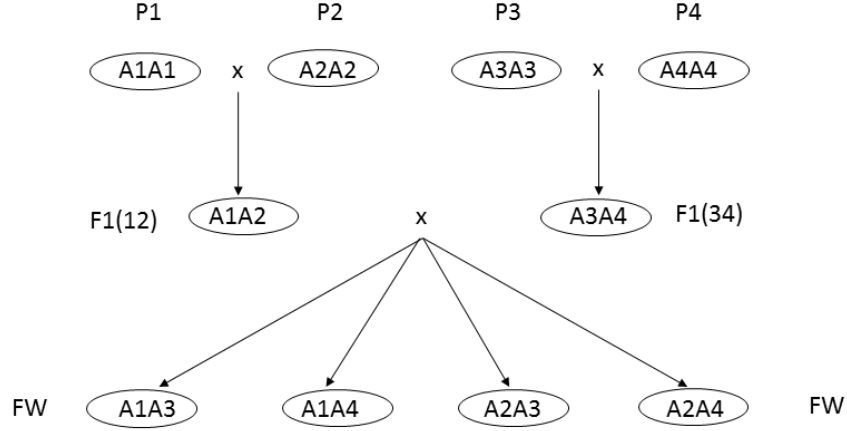 P1 P2 P3 P4
A1A1 x A2A2 A3A3 x A4A4
F1(12) A1A2 x A3A4 F1(34)
FW A1A3 A1A4 A2A3 A2A4 FW